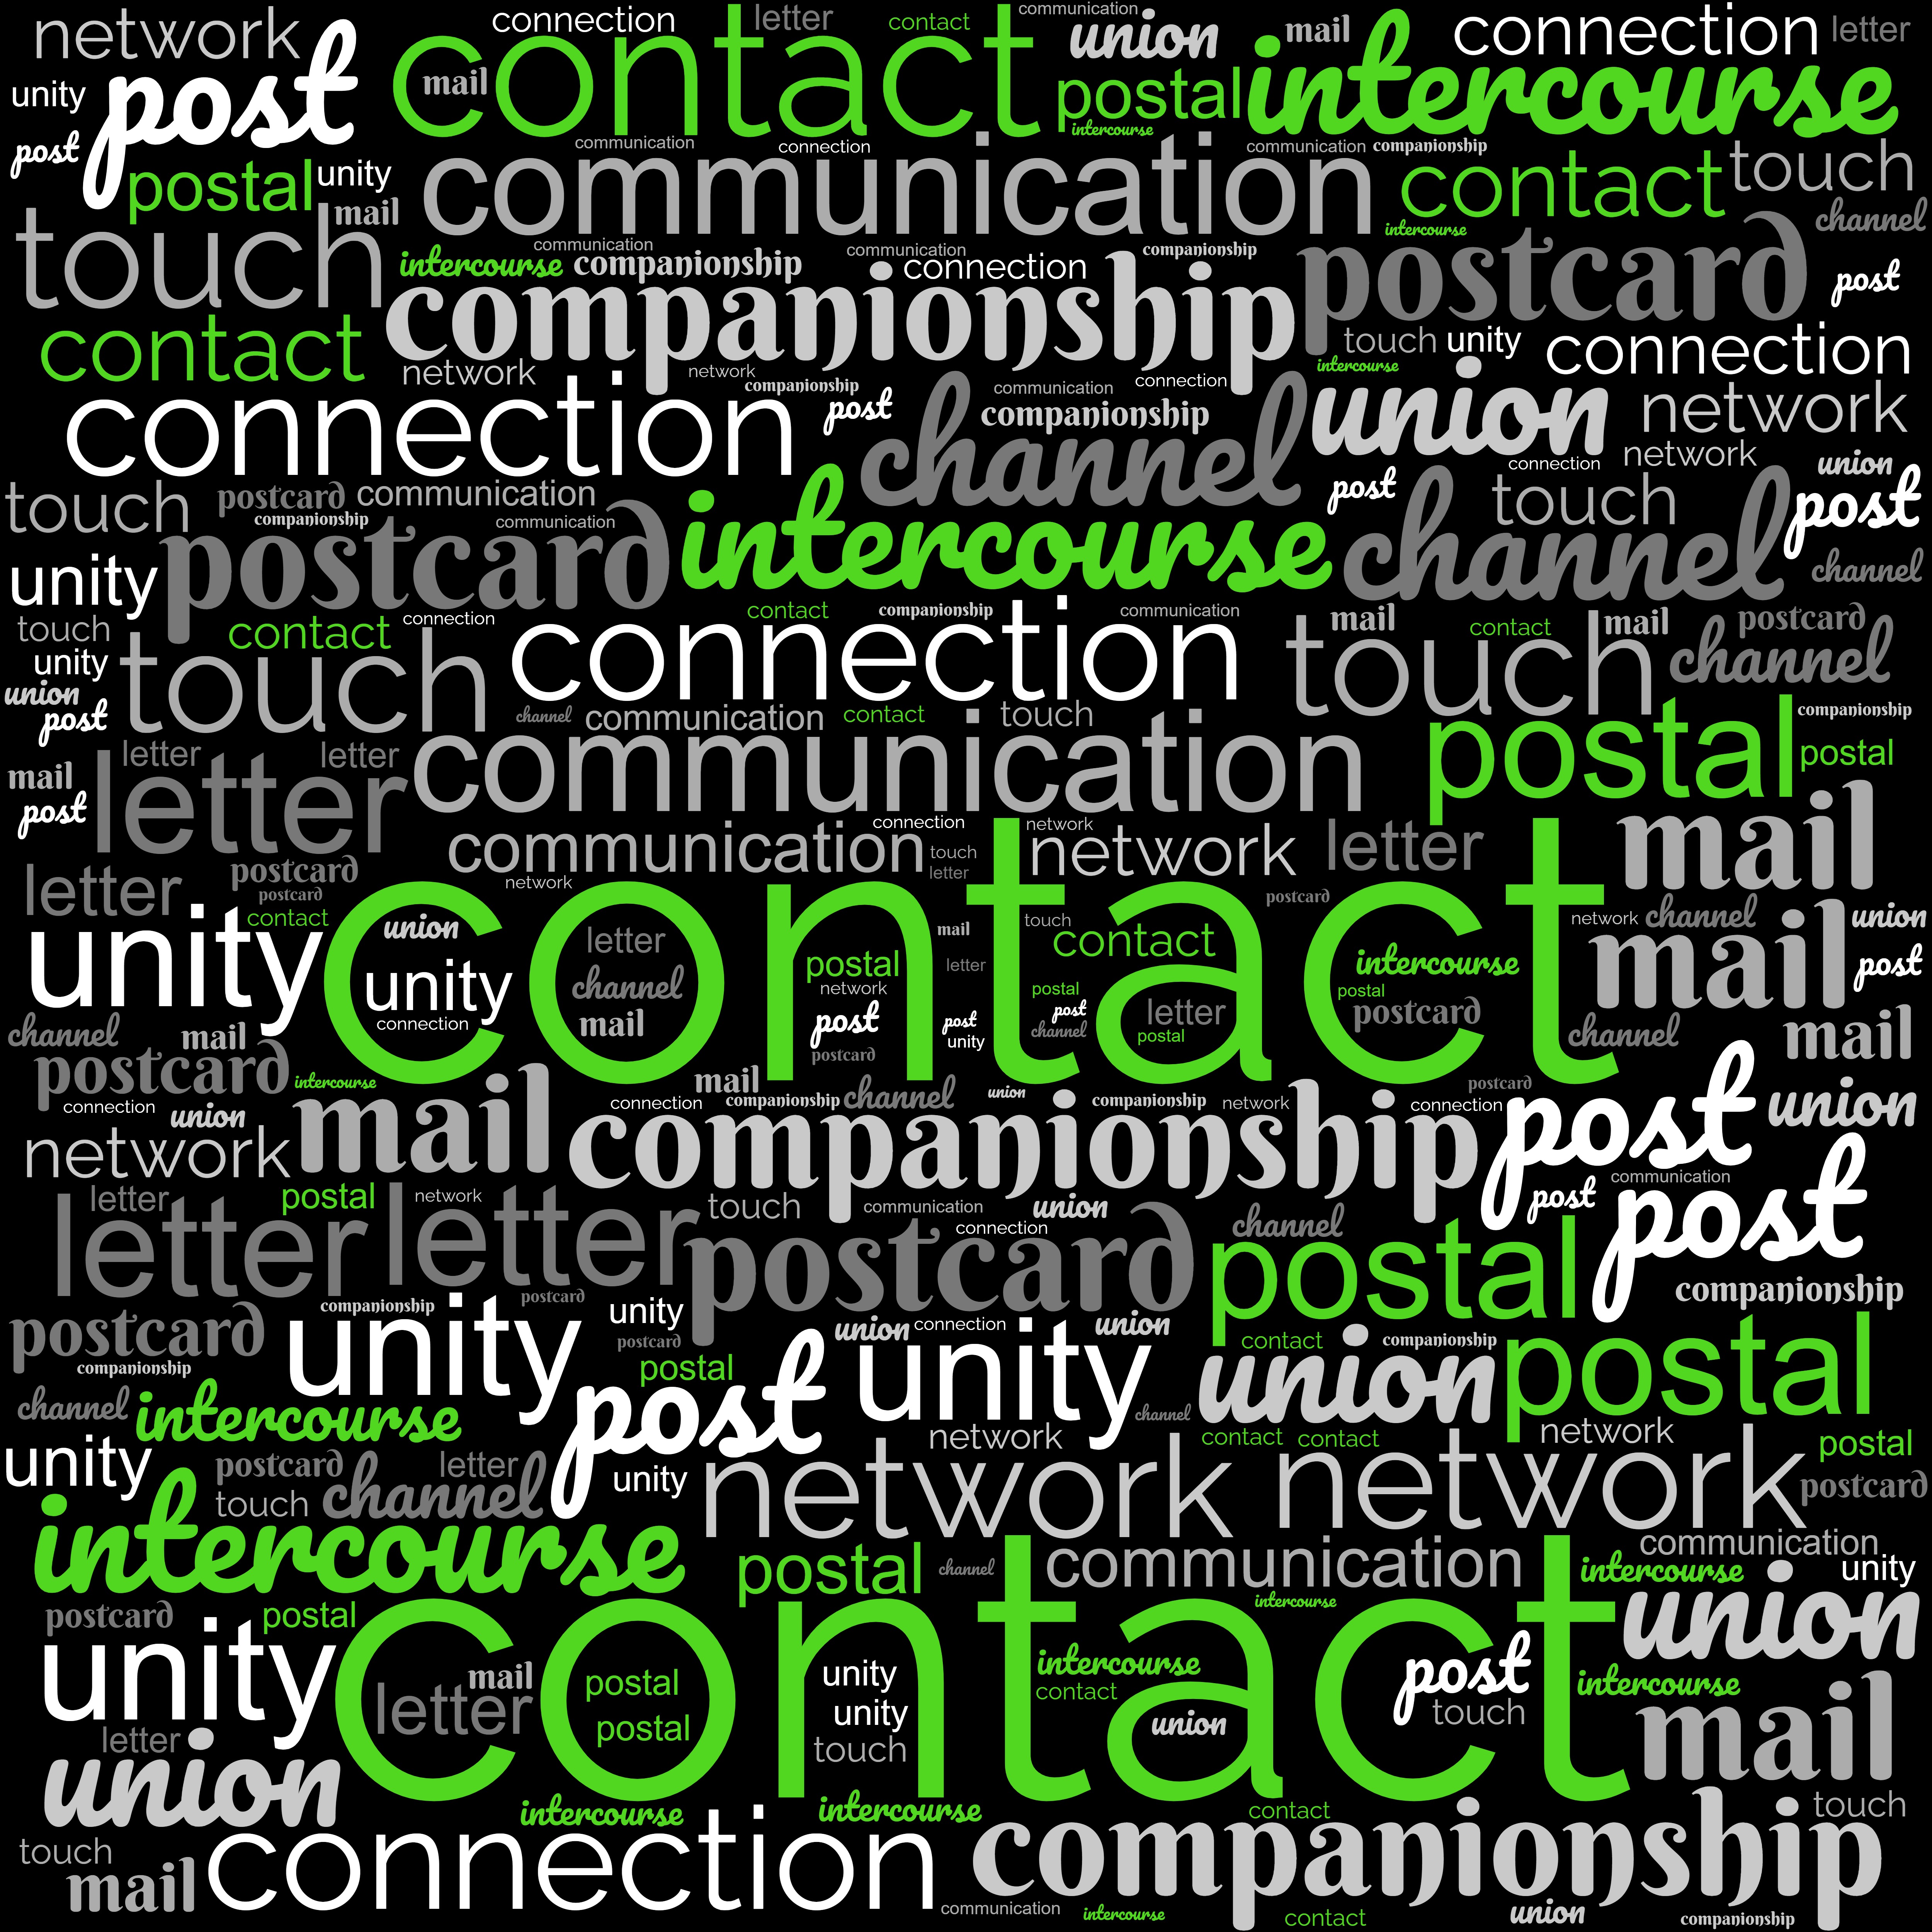 network connection letter contact communication union mail connection letter
contact
mail
unity post postal intercourse
intercourse
post communication connection communication companionship
postal unity communication contact touch
mail channel
touch intercourse
communication communication companionship
intercourse companionship connection postcard post
companionship
contact touch unity connection
network network intercourse
companionship communication connection
connection post companionship channel union network
connection network union
touch postcard communication post touch post
companionship communication
postcard intercourse channel
unity channel
contact companionship communication mail mail postcard
touch contact connection connection touch contact channel
unity touch
union
post channel communication contact touch postal companionship
letter letter communication postal
mail letter
post mail
connection network
communication touch network letter
letter postcard network letter
postcard postcard
contact contact network channel union
unity union letter mail touch contact mail
unity channel postal letter intercourse post
network postal postal
connection mail post post post letter postcard
channel mail unity channel postal channel mail
postcard postcard
intercourse mail postcard
connection mail connection companionship channel union companionship network connection post union
union
network companionship
letter postal network touch communication union post communication
letter letter connection channel post
postcard postal
companionship postcard unity companionship
postcard unity union connection union
postcard contact companionship
companionship postal post unity union postal
channel intercourse channel
network contact contact network postal
unity postcard letter unity network network postcard
touch channel
intercourse communication
postal channel communication intercourse unity
intercourse union
postcard postal contact
unity mail unity intercourse post
letter postal contact intercourse
unity touch mail
letter postal union
union touch
intercourse intercourse contact touch
connection companionship
touch
mail
communication intercourse contact union companionship